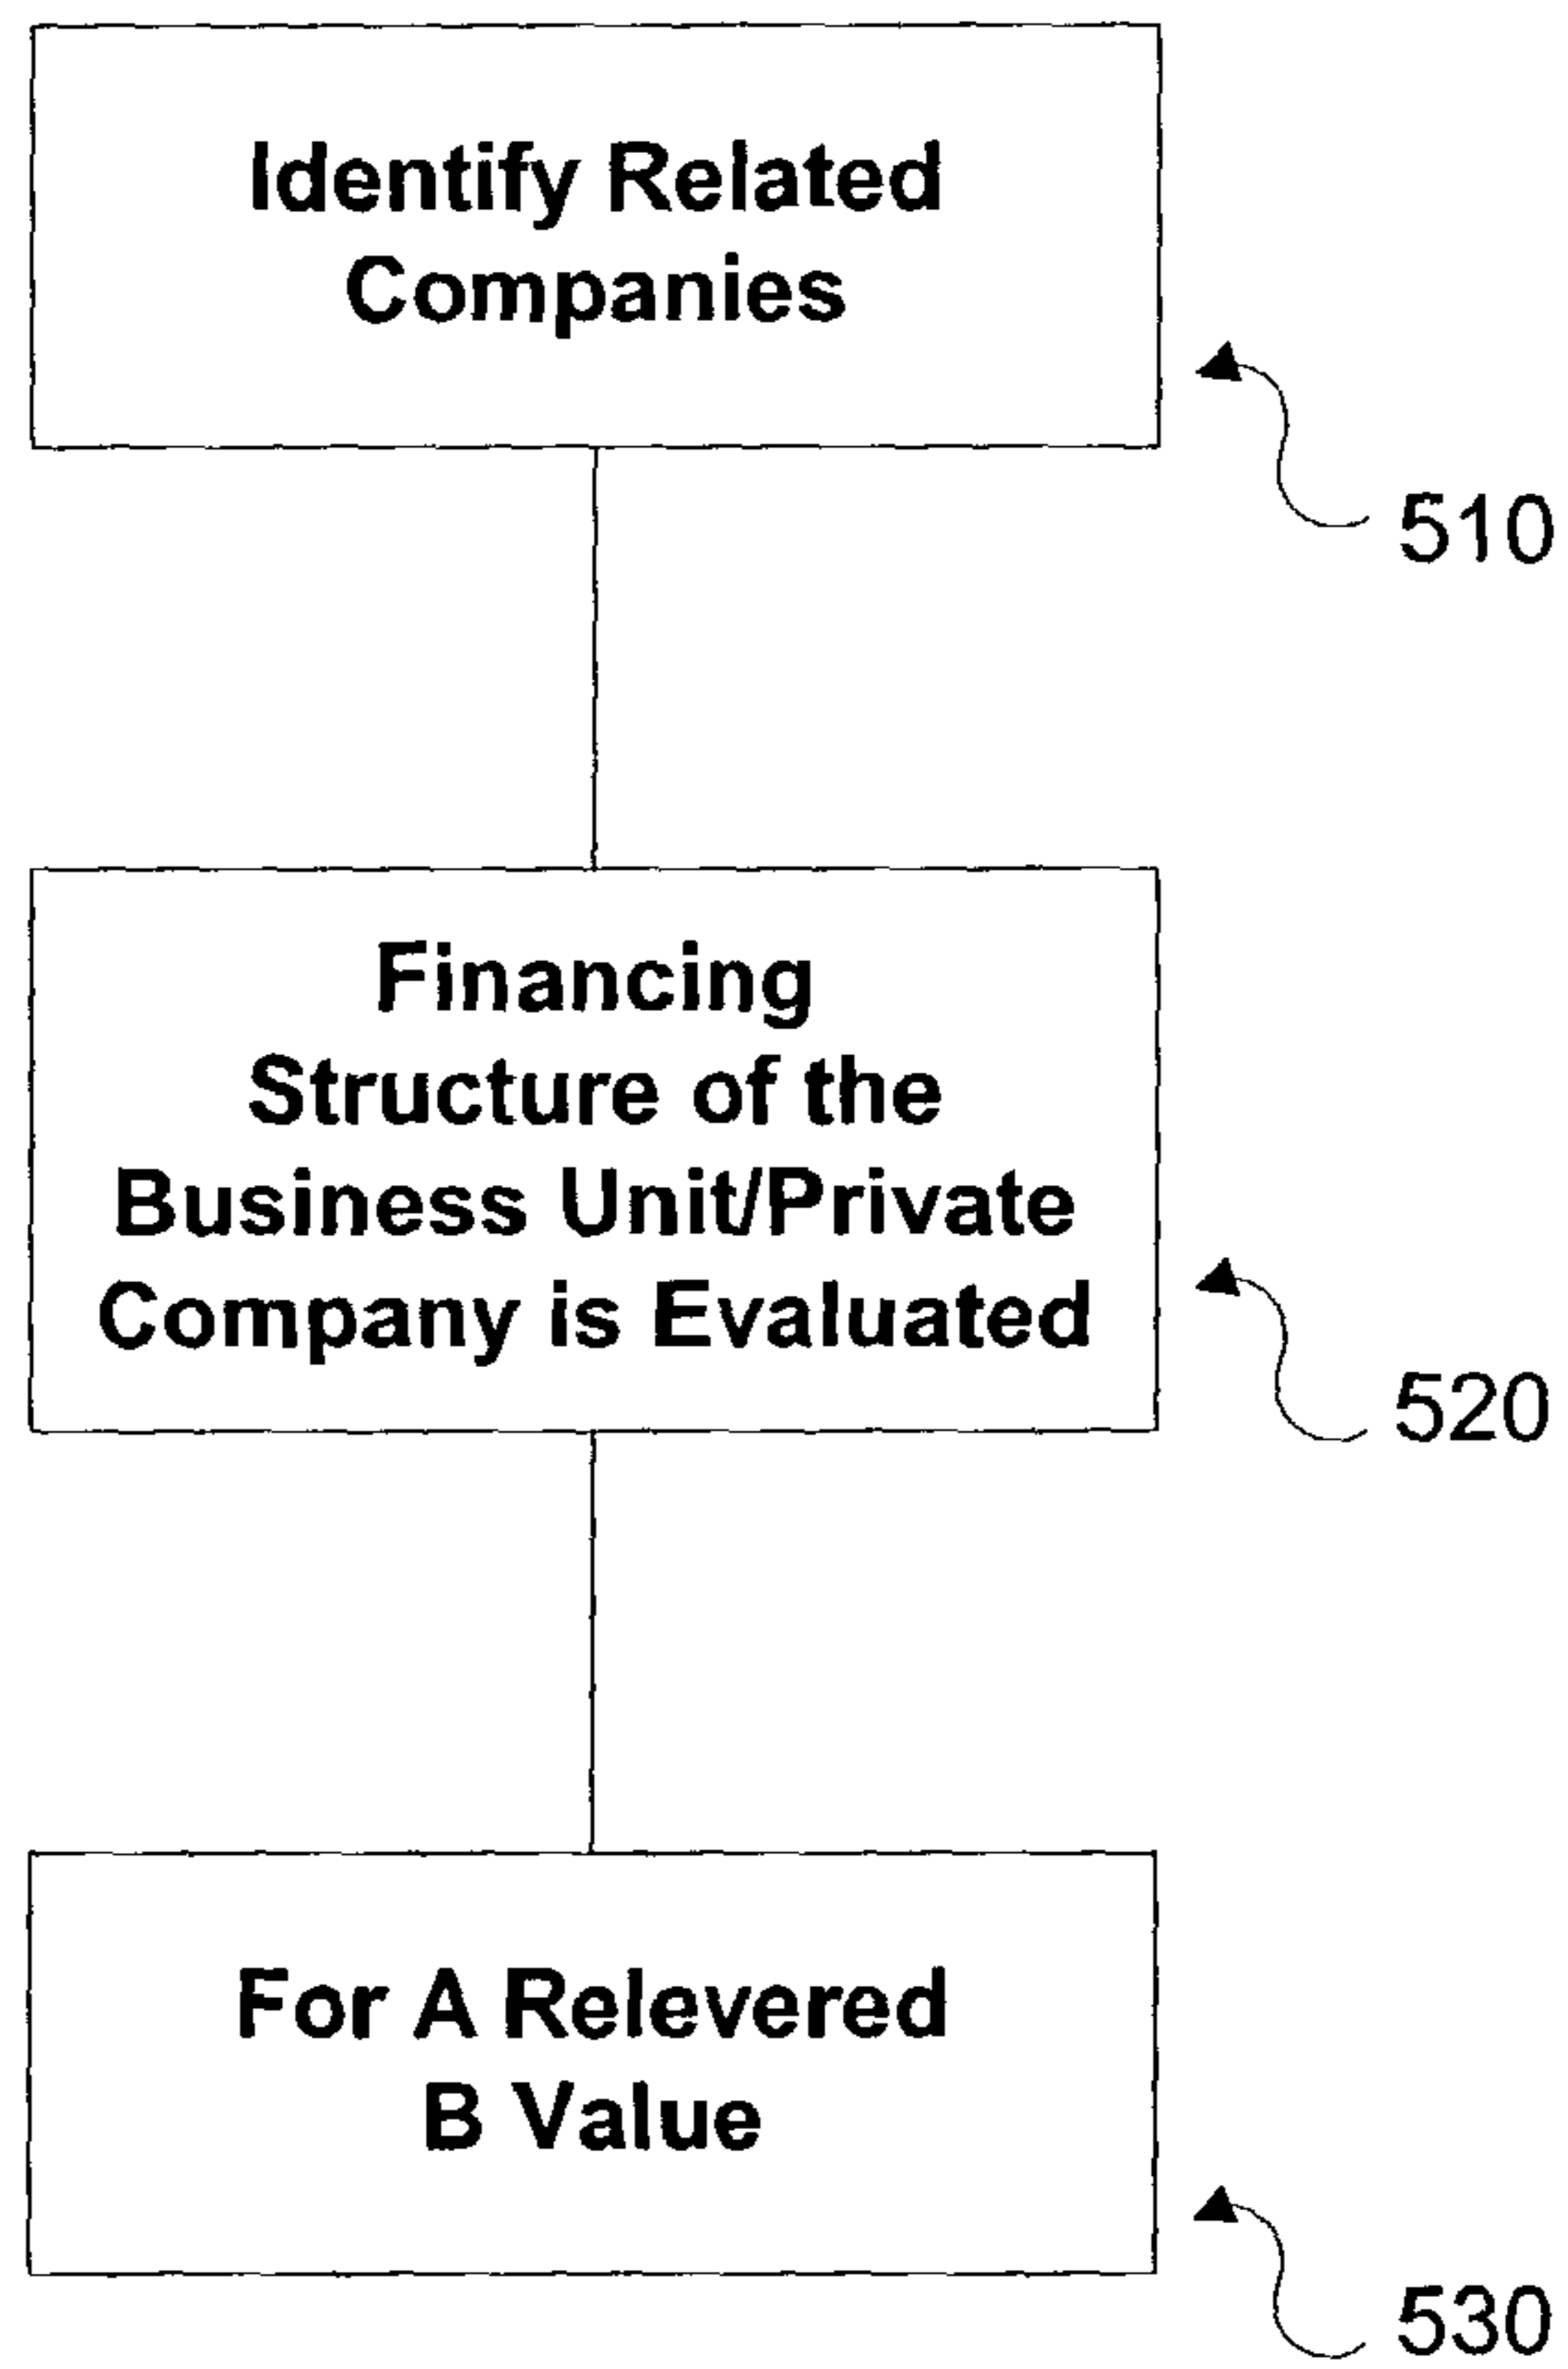 Identify Related
Companies
510
Financing
Structure of the
Business Unit/Private
Company is Evaluated
520
For A Relevered
B Value
530